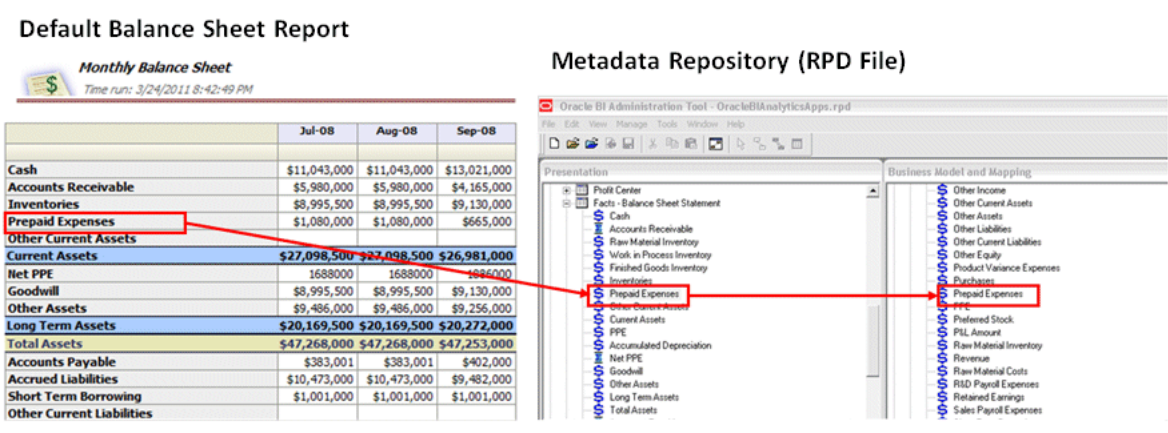 Default Balance Sheet Report
Monthly Balance Sheet
Time run: 3/24/2011 8:42:49 PM
Jul-08 Aug-08 Sep-08
Cash $11,043,000 $11,043,000 $13,021,000
Accounts Receivable $5,980,000 $5,980,000 $4,165,000
Inventories $8,995,500 $8,995,500 $9,130,000
Prepaid Expenses $1,080,000 $1,080,000 $665,000
Other Current Assets
Current Assets $27,098,500 $27,098,500 $26,981,000
Net PPE 1688000 1688000 1886000
Goodwill $8,995,500 $8,995,500 $9,130,000
Other Assets $9,486,000 $9,486,000 $9,256,000
Long Term Assets $20,169,500 $20,169,500 $20,272,000
Total Assets $47,268,000 $47,268,000 $47,253,000
Accounts Payable $383,001 $383,001 $402,000
Accrued Liabilities $10,473,000 $10,473,000 $9,482,000
Short Term Borrowing $1,001,000 $1,001,000 $1,001,000
Other Current Liabilities
Metadata Repository (RPD File)
Oracle BI Administration Tool - OracleBIAnalyticsApps.rpd
File Edit View Manage Tools Window Help
Presentation
Profit Center
Facts - Balance Sheet Statement
Cash
Accounts Receivable
Raw Material Inventory
Work in Process Inventory
Finished Goods Inventory
Inventories
Prepaid Expenses
Other Current Assets
Current Assets
PPE
Accumulated Depreciation
Net PPE
Goodwill
Other Assets
Long Term Assets
Total Assets
Business Model and Mapping
Other Income
Other Current Assets
Other Assets
Other Liabilities
Other Current Liabilities
Other Equity
Product Variance Expenses
Purchases
Prepaid Expenses
PPE
Preferred Stock
P&L Amount
Raw Material Inventory
Revenue
Raw Material Costs
R&D Payroll Expenses
Retained Earnings
Sales Payroll Expenses